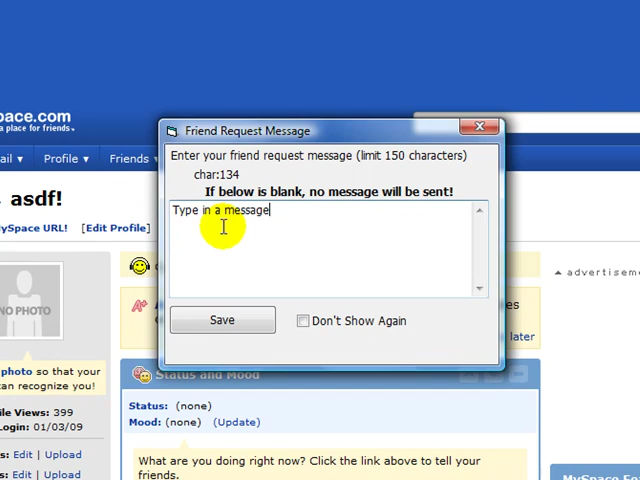 pace.com
a place for friends.
ail ▾ Profile ▾ Friends
, asdf!
MySpace URL! [Edit Profile]
Friend Request Message
Enter your friend request message (limit 150 characters)
char:134
If below is blank, no message will be sent!
Type in a message
Save
Don't Show Again
advertiseme
NO PHOTO
later
photo so that your
can recognize you!
Status and Mood
file Views: 399
Login: 01/03/09
s: Edit | Upload
s: Edit | Upload
Status: (none)
Mood: (none) (Update)
What are you doing right now? Click the link above to tell your
friends.